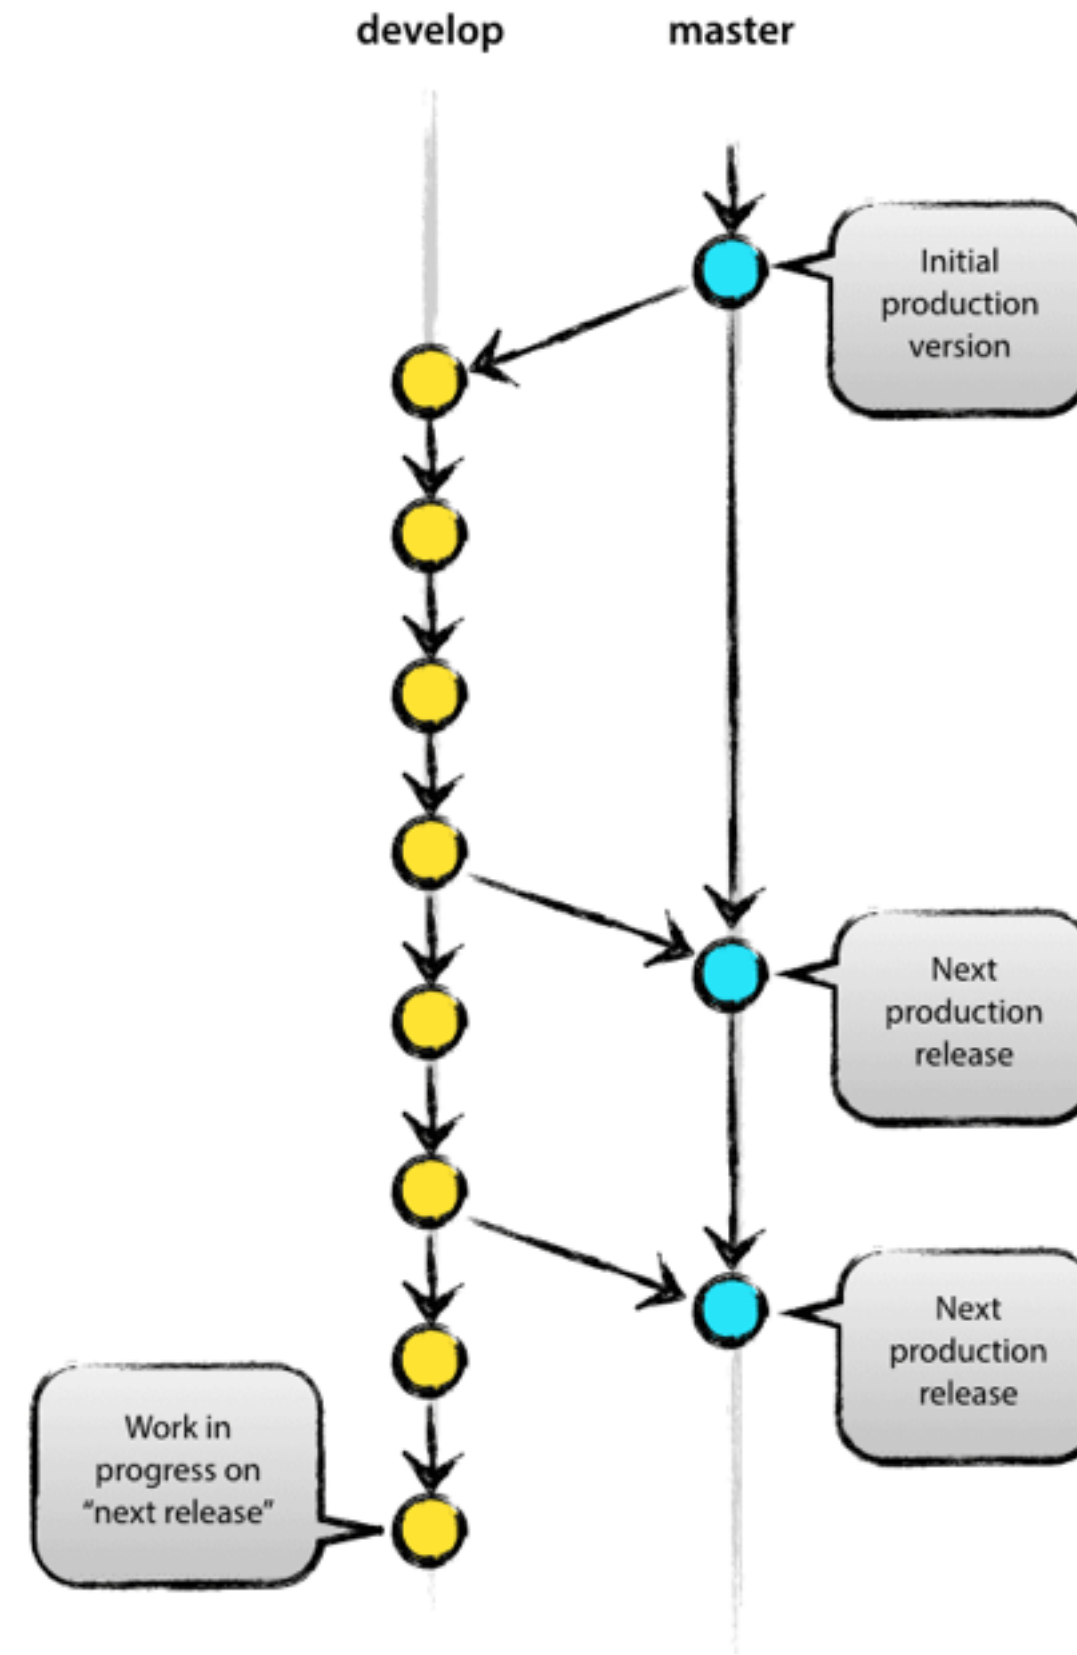 develop
master
Initial
production
version
Next
production
release
Next
production
release
Work in
progress on
“next release”